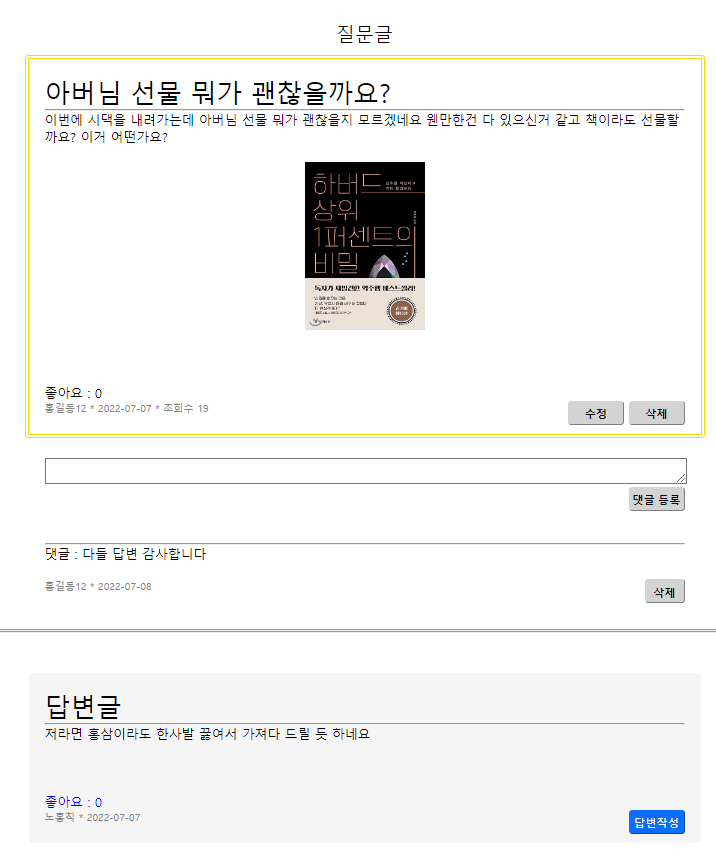 질문글
아버님 선물 뭐가 괜찮을까요?
이번에 시댁을 내려가는데 아버님 선물 뭐가 괜찮을지 모르겠네요 웬만한건 다 있으신거 같고 책이라도 선물할
까요? 이거 어떤가요?
하버드
상위
1퍼센트의
비밀
독자가 재발견한 역주행 베스트셀러!
좋아요 : 0
홍길동12 * 2022-07-07 * 조회수 19
수정 삭제
댓글 등록
댓글 : 다들 답변 감사합니다
홍길동12 * 2022-07-08
삭제
답변글
저라면 홍삼이라도 한사발 끓여서 가져다 드릴 듯 하네요
좋아요 : 0
노홍칙 * 2022-07-07
답변작성